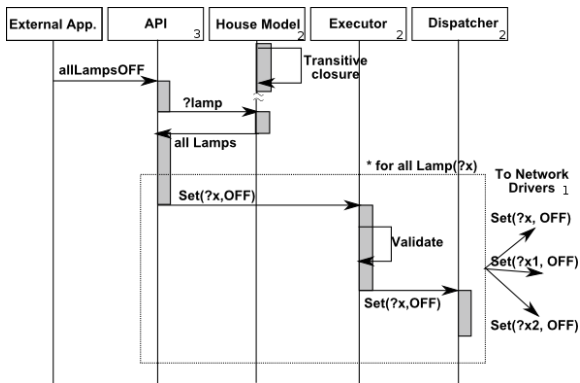 External App.
API
3
House Model
2
Executor
2
Dispatcher
2
Transitive
closure
allLampsOFF
?lamp
all Lamps
* for all Lamp(?x)
To Network
Drivers 1
Set(?x,OFF)
Set(?x, OFF)
Validate
Set(?x1, OFF)
Set(?x,OFF)
Set(?x2, OFF)